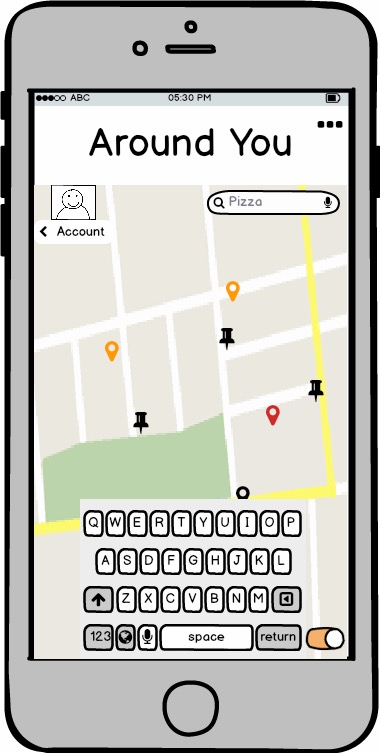 ABC 05:30 PM
Around You
Pizza
Account
Q W E R T Y U I O P
A S D F G H J K L
Z X C V B N M
123 space return